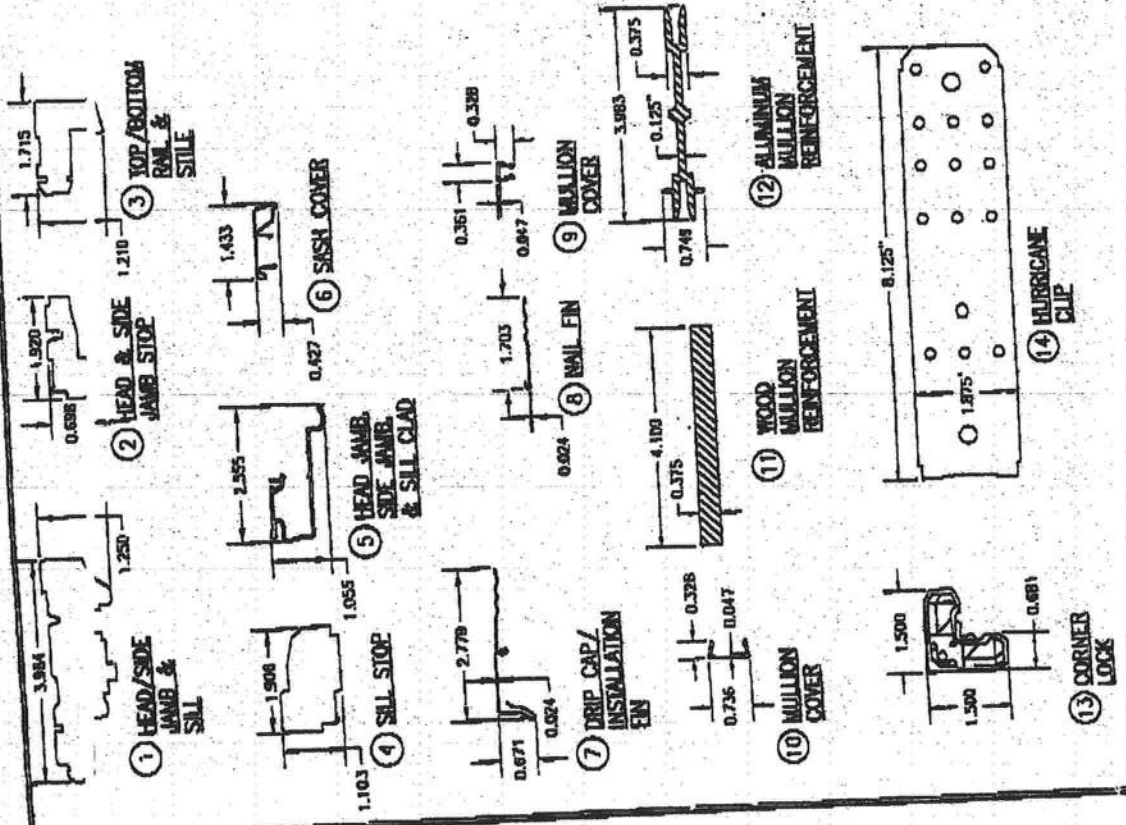 3.984
1.250
① HEAD/SIDE
JAMB &
SILL
1.920
0.698
② HEAD & SIDE
JAMB STOP
1.715
1.210
③ TOP/BOTTOM
RAIL &
STILE
1.906
1.103
④ SILL STOP
2.555
1.055
⑤ HEAD JAMB,
SIDE JAMB,
& SILL CLAD
1.433
0.427
⑥ SASH COVER
2.779
0.671
0.024
⑦ DRIP CAP/
INSTALLATION
FIN
1.703
0.024
⑧ NAIL FIN
0.361
0.328
0.047
⑨ MULLION
COVER
0.328
0.736
0.047
⑩ MULLION
COVER
4.100
0.375
⑪ WOOD
MULLION
REINFORCEMENT
3.983
0.375
0.125"
0.746
⑫ ALUMINUM
MULLION
REINFORCEMENT
1.500
1.500
0.681
⑬ CORNER
LOCK
8.125"
1.875"
⑭ HURRICANE
CLIP